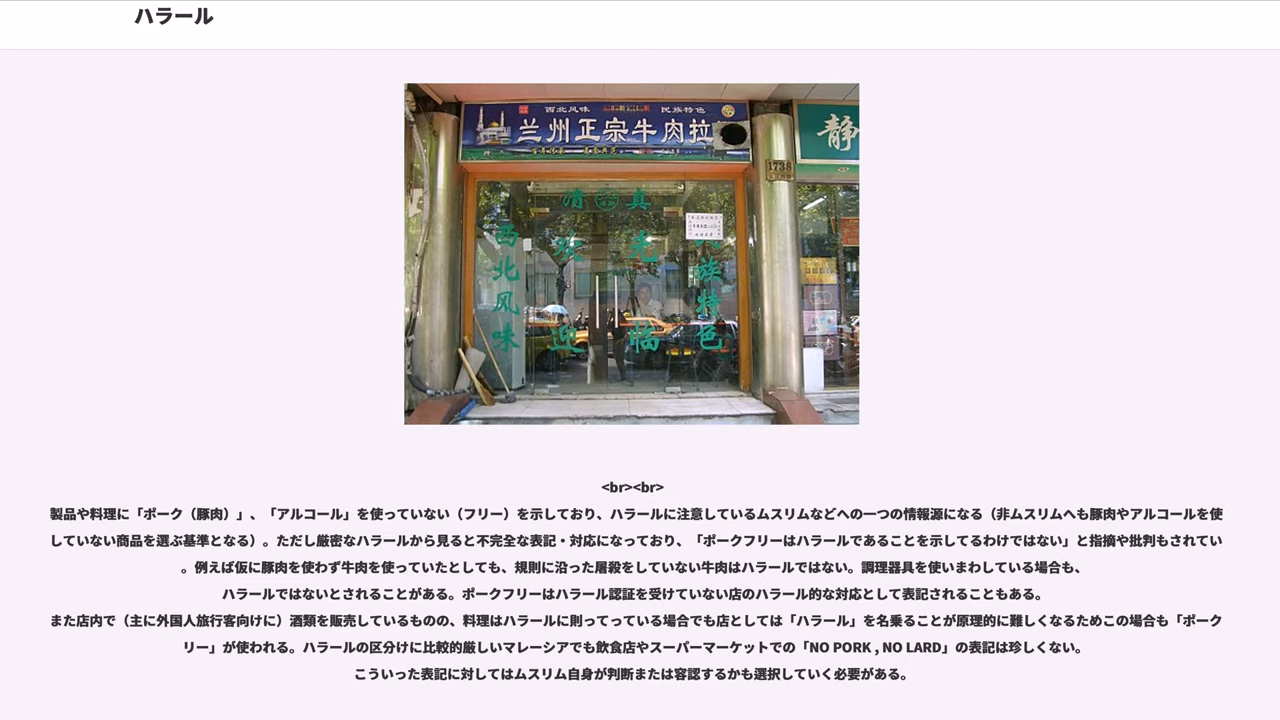 ハラール
西北风味 民族特色
兰州正宗牛肉拉
静
1738
清 真
西北风味
欢 光
迎 临
族特色
<br><br>
製品や料理に「ポーク（豚肉）」、「アルコール」を使っていない（フリー）を示しており、ハラールに注意しているムスリムなどへの一つの情報源になる（非ムスリムへも豚肉やアルコールを使
していない商品を選ぶ基準となる）。ただし厳密なハラールから見ると不完全な表記・対応になっており、「ポークフリーはハラールであることを示してるわけではない」と指摘や批判もされてい
。例えば仮に豚肉を使わず牛肉を使っていたとしても、規則に沿った屠殺をしていない牛肉はハラールではない。調理器具を使いまわしている場合も、
ハラールではないとされることがある。ポークフリーはハラール認証を受けていない店のハラール的な対応として表記されることもある。
また店内で（主に外国人旅行客向けに）酒類を販売しているものの、料理はハラールに則ってっている場合でも店としては「ハラール」を名乗ることが原理的に難しくなるためこの場合も「ポーク
リー」が使われる。ハラールの区分けに比較的厳しいマレーシアでも飲食店やスーパーマーケットでの「NO PORK , NO LARD」の表記は珍しくない。
こういった表記に対してはムスリム自身が判断または容認するかも選択していく必要がある。